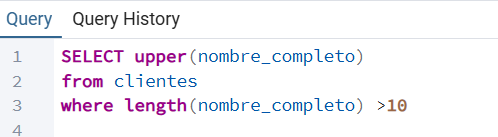 Query Query History
1 SELECT upper(nombre_completo)
2 from clientes
3 where length(nombre_completo) >10
4